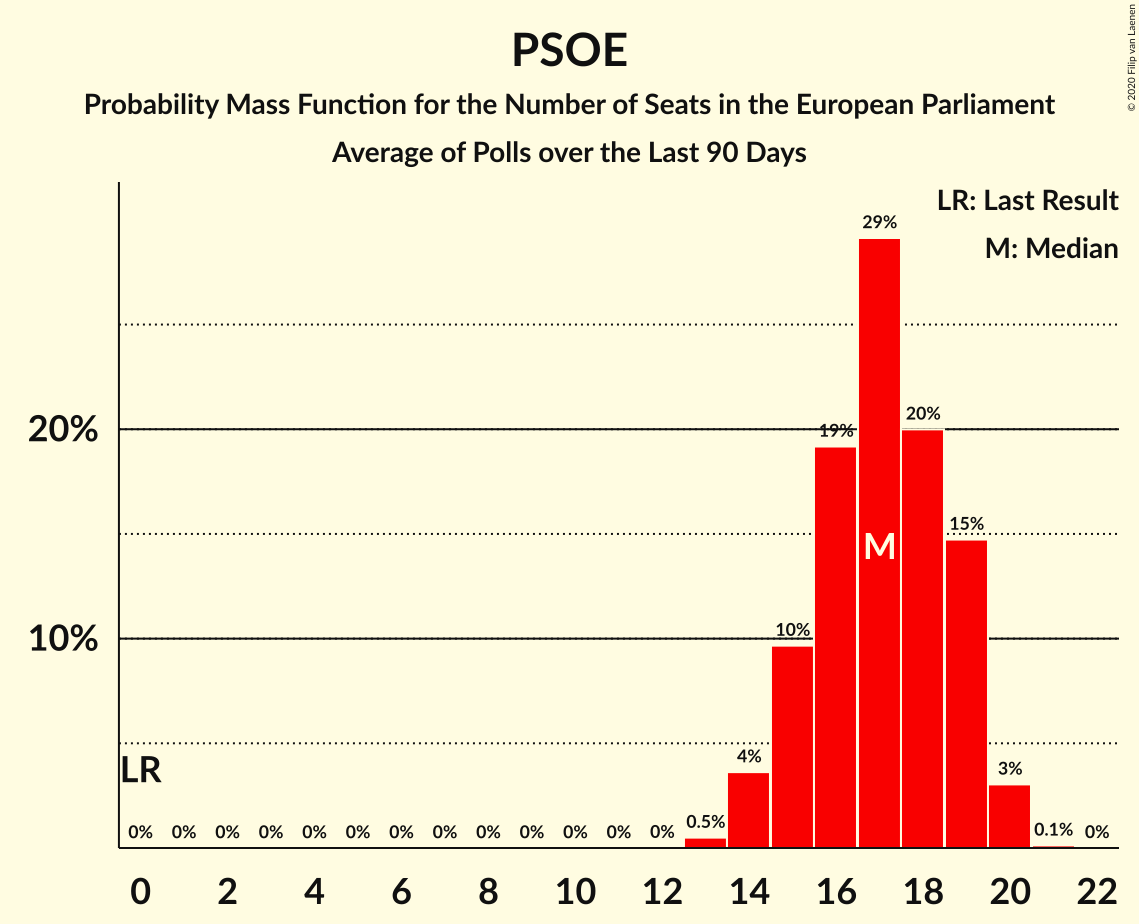 PSOE
Probability Mass Function for the Number of Seats in the European Parliament
Average of Polls over the Last 90 Days
© 2020 Filip van Laenen
LR: Last Result
M: Median
29%
20%
19%
20%
15%
M
10%
10%
4%
3%
LR
0% 0% 0% 0% 0% 0% 0% 0% 0% 0% 0% 0% 0% 0.5% 0.1% 0%
0 2 4 6 8 10 12 14 16 18 20 22